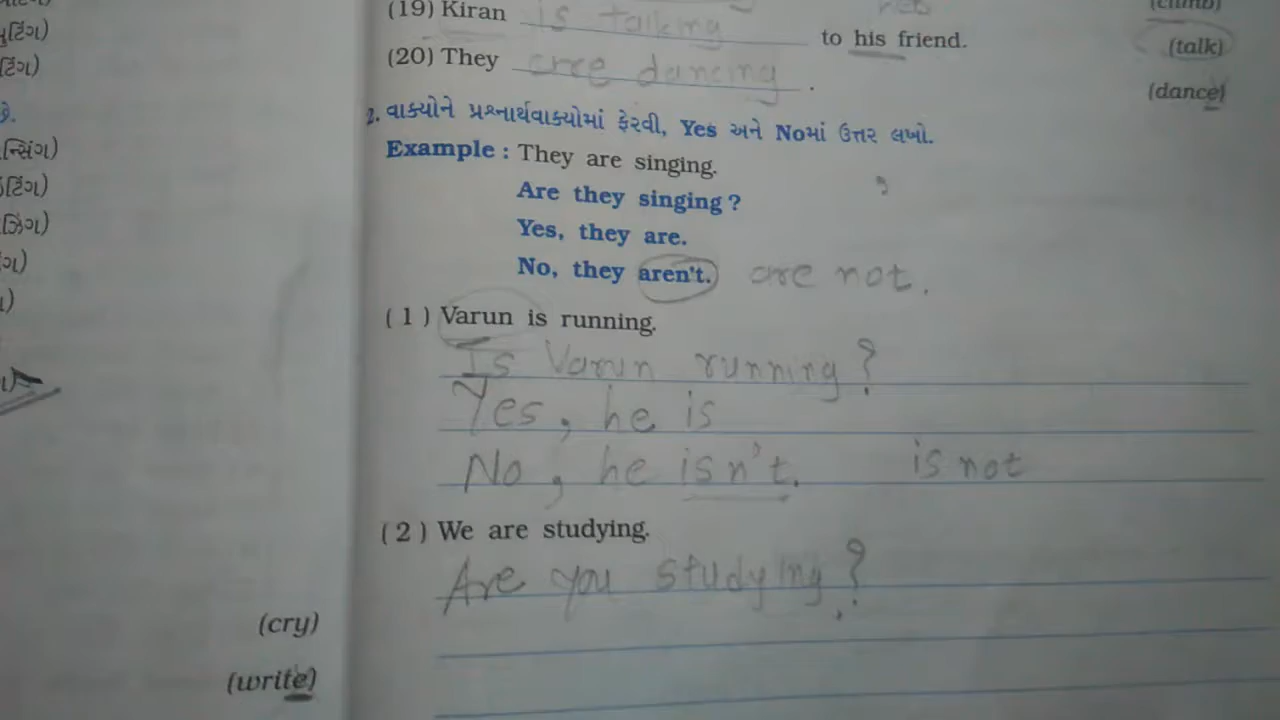 (19) Kiran is talking to his friend. (talk)
(20) They are dancing. (dance)
2. વાક્યોને પ્રશ્નાર્થવાક્યોમાં ફેરવી, Yes અને Noમાં ઉત્તર લખો.
Example : They are singing.
Are they singing ?
Yes, they are.
No, they aren't. are not.
( 1 ) Varun is running.
Is Varun running ?
Yes, he is
No, he isn't. is not
( 2 ) We are studying.
Are you studying ?
(cry)
(write)